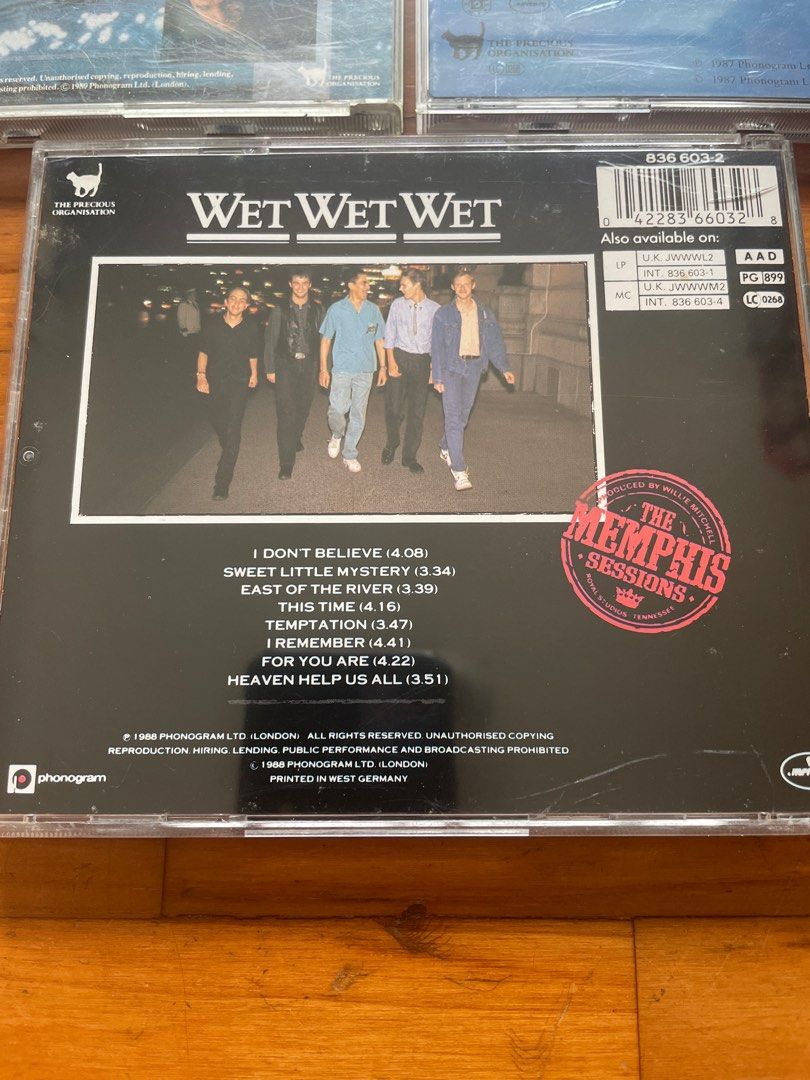 s reserved. Unauthorised copying, reproduction, hiring, lending,
sting prohibited. © 1989 Phonogram Ltd. (London).
THE PRECIOUS
ORGANISATION
THE PRECIOUS
ORGANISATION
℗ 1987 Phonogram Lt
© 1987 Phonogram L
THE PRECIOUS
ORGANISATION
WET WET WET
836 603-2
0 42283 66032 8
Also available on:
LP
U.K. JWWWL2
INT. 836 603-1
MC
U.K. JWWWM2
INT. 836 603-4
AAD
PG 899
LC 0268
PRODUCED BY WILLIE MITCHELL
THE
MEMPHIS
SESSIONS
ROYAL STUDIOS · TENNESSEE
I DON'T BELIEVE (4.08)
SWEET LITTLE MYSTERY (3.34)
EAST OF THE RIVER (3.39)
THIS TIME (4.16)
TEMPTATION (3.47)
I REMEMBER (4.41)
FOR YOU ARE (4.22)
HEAVEN HELP US ALL (3.51)
℗ 1988 PHONOGRAM LTD. (LONDON) ALL RIGHTS RESERVED. UNAUTHORISED COPYING
REPRODUCTION. HIRING. LENDING. PUBLIC PERFORMANCE AND BROADCASTING PROHIBITED
© 1988 PHONOGRAM LTD. (LONDON)
PRINTED IN WEST GERMANY
phonogram